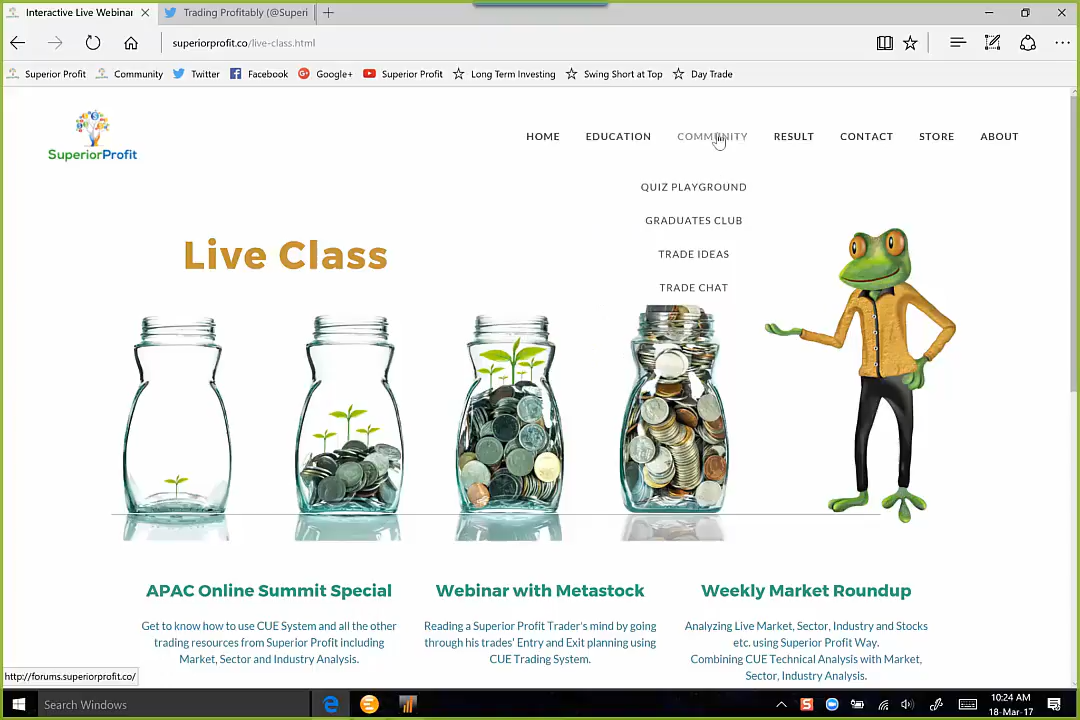 Interactive Live Webinar
Trading Profitably (@Superi
superiorprofit.co/live-class.html
Superior Profit
Community
Twitter
Facebook
Google+
Superior Profit
Long Term Investing
Swing Short at Top
Day Trade
SuperiorProfit
HOME
EDUCATION
COMMUNITY
RESULT
CONTACT
STORE
ABOUT
QUIZ PLAYGROUND
GRADUATES CLUB
TRADE IDEAS
TRADE CHAT
Live Class
APAC Online Summit Special
Get to know how to use CUE System and all the other
trading resources from Superior Profit including
Market, Sector and Industry Analysis.
Webinar with Metastock
Reading a Superior Profit Trader's mind by going
through his trades' Entry and Exit planning using
CUE Trading System.
Weekly Market Roundup
Analyzing Live Market, Sector, Industry and Stocks
etc. using Superior Profit Way.
Combining CUE Technical Analysis with Market,
Sector, Industry Analysis.
http://forums.superiorprofit.co/
Search Windows
10:24 AM
18-Mar-17